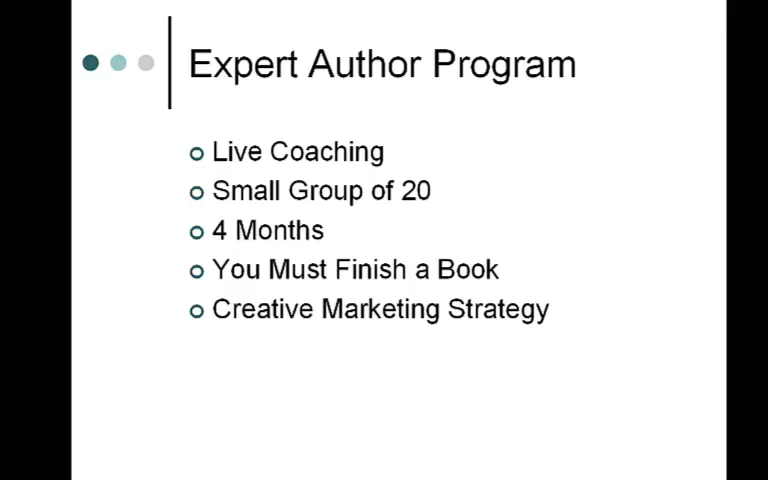 Expert Author Program
Live Coaching
Small Group of 20
4 Months
You Must Finish a Book
Creative Marketing Strategy